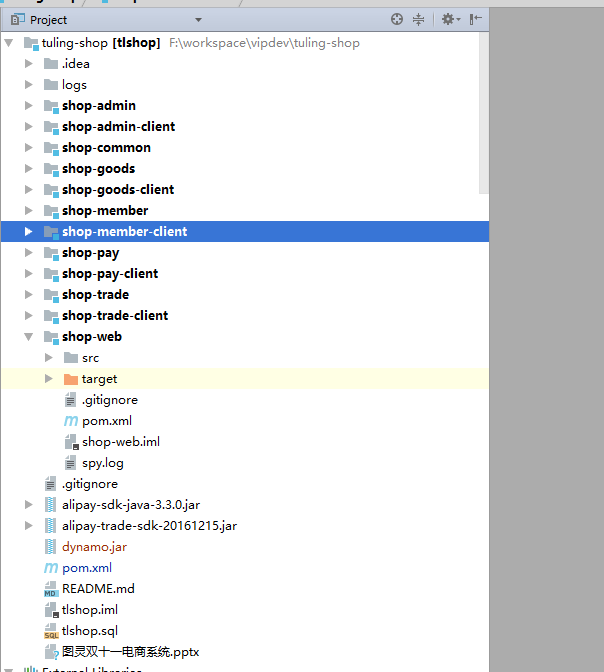 Project
tuling-shop [tlshop] F:\workspace\vipdev\tuling-shop
.idea
logs
shop-admin
shop-admin-client
shop-common
shop-goods
shop-goods-client
shop-member
shop-member-client
shop-pay
shop-pay-client
shop-trade
shop-trade-client
shop-web
src
target
.gitignore
pom.xml
shop-web.iml
spy.log
.gitignore
alipay-sdk-java-3.3.0.jar
alipay-trade-sdk-20161215.jar
dynamo.jar
pom.xml
README.md
tlshop.iml
tlshop.sql
图灵双十一电商系统.pptx
External Libraries